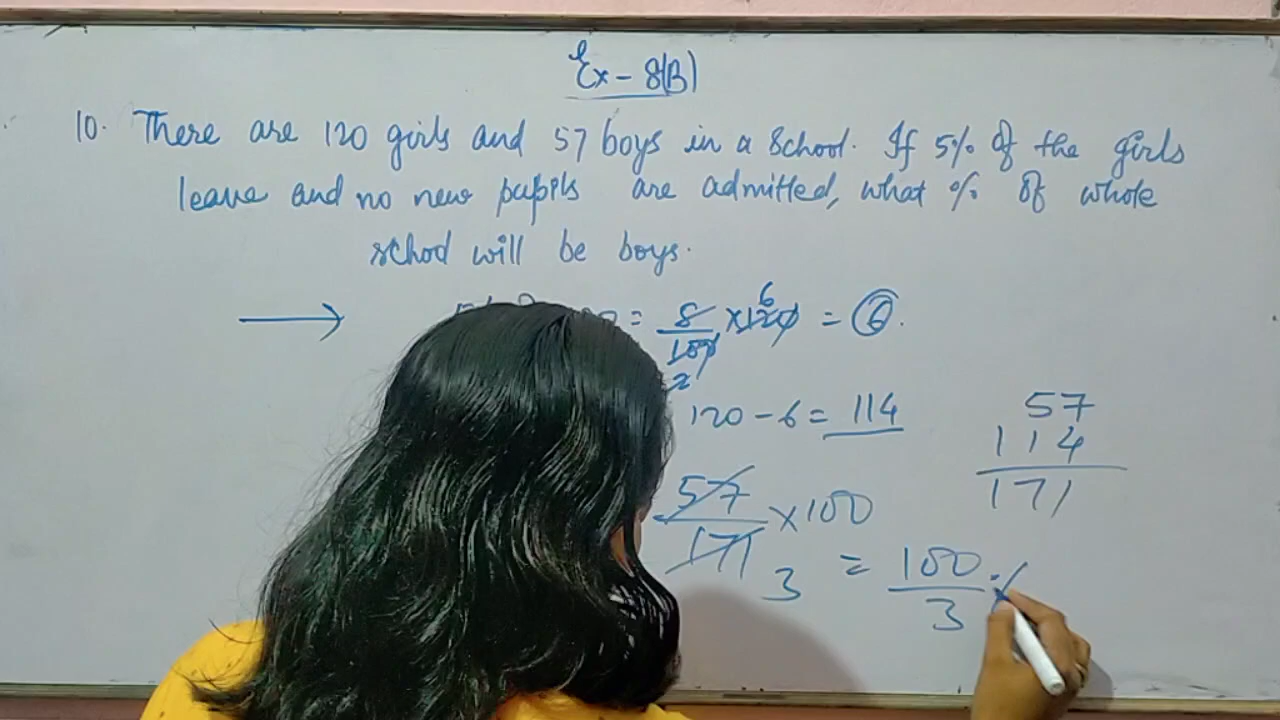 Ex - 8(B)
10. There are 120 girls and 57 boys in a School. If 5% of the girls
leave and no new pupils are admitted, what % of whole
school will be boys.
= 5/100 × 120 = 6.
6
2
120 - 6 = 114
57
114
171
57/171 × 100
3
= 100/3 %